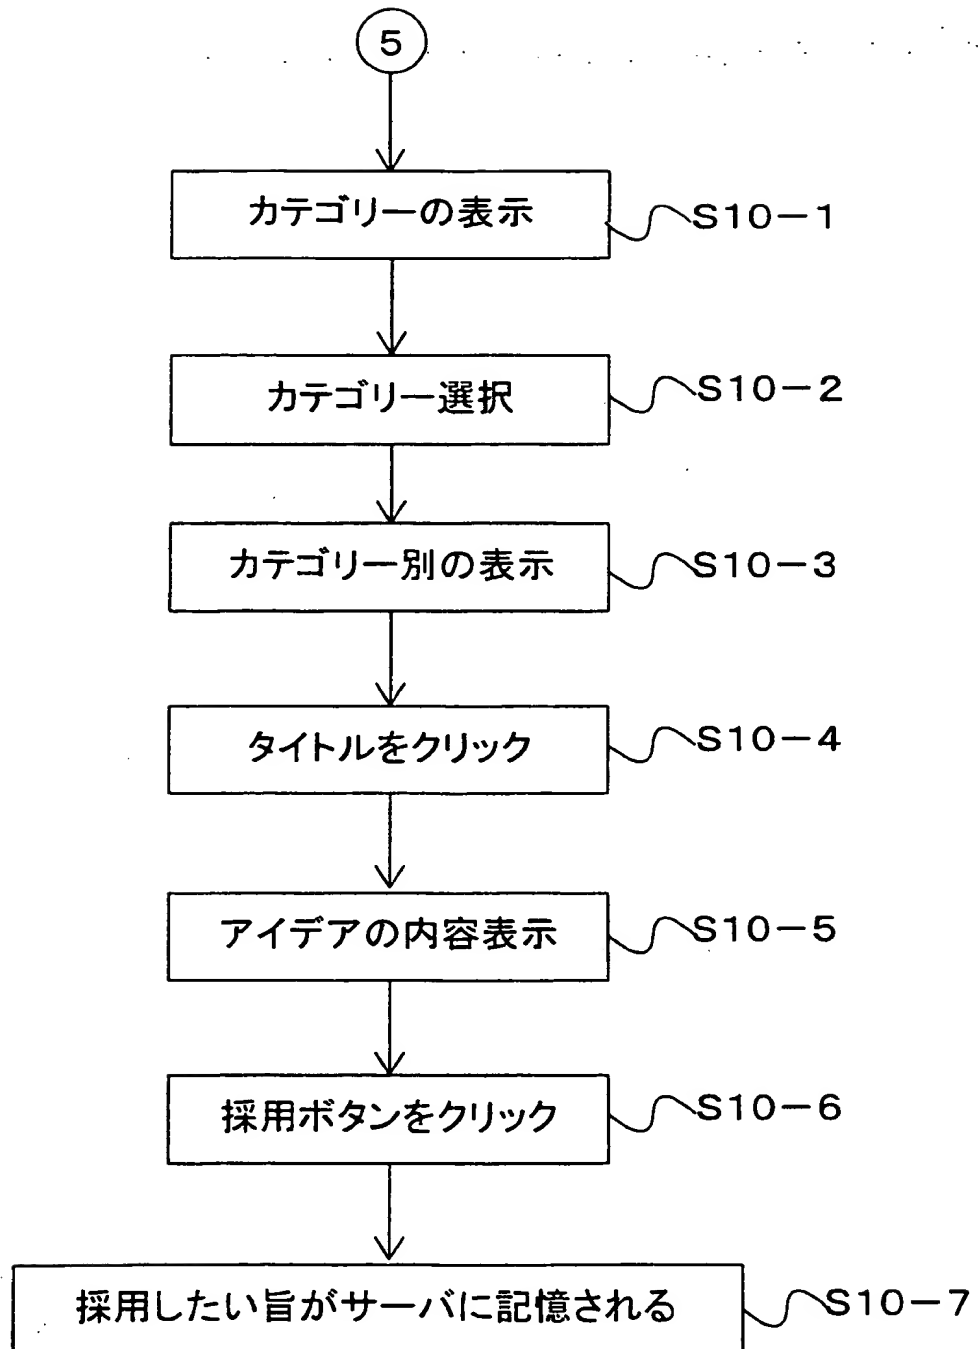 5
カテゴリーの表示
S10-1
カテゴリー選択
S10-2
カテゴリー別の表示
S10-3
タイトルをクリック
S10-4
アイデアの内容表示
S10-5
採用ボタンをクリック
S10-6
採用したい旨がサーバに記憶される
S10-7